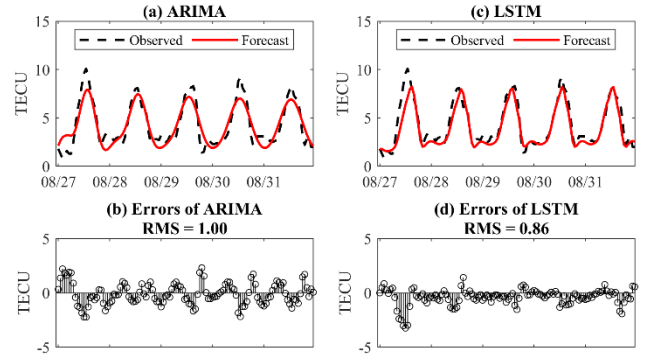 (a) ARIMA
Observed Forecast
TECU
15
10
5
0
08/27 08/28 08/29 08/30 08/31
(c) LSTM
Observed Forecast
TECU
15
10
5
0
08/27 08/28 08/29 08/30 08/31
(b) Errors of ARIMA
RMS = 1.00
TECU
5
0
-5
(d) Errors of LSTM
RMS = 0.86
TECU
5
0
-5